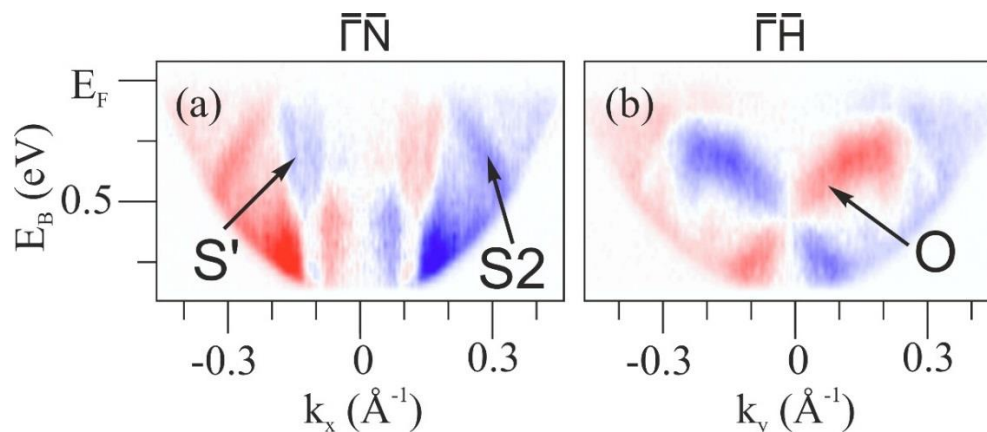 Γ̄N̄ Γ̄H̄
E_F (a) (b)
E_B (eV) 0.5
S' S2 O
-0.3 0 0.3 -0.3 0 0.3
k_x (Å⁻¹) k_y (Å⁻¹)